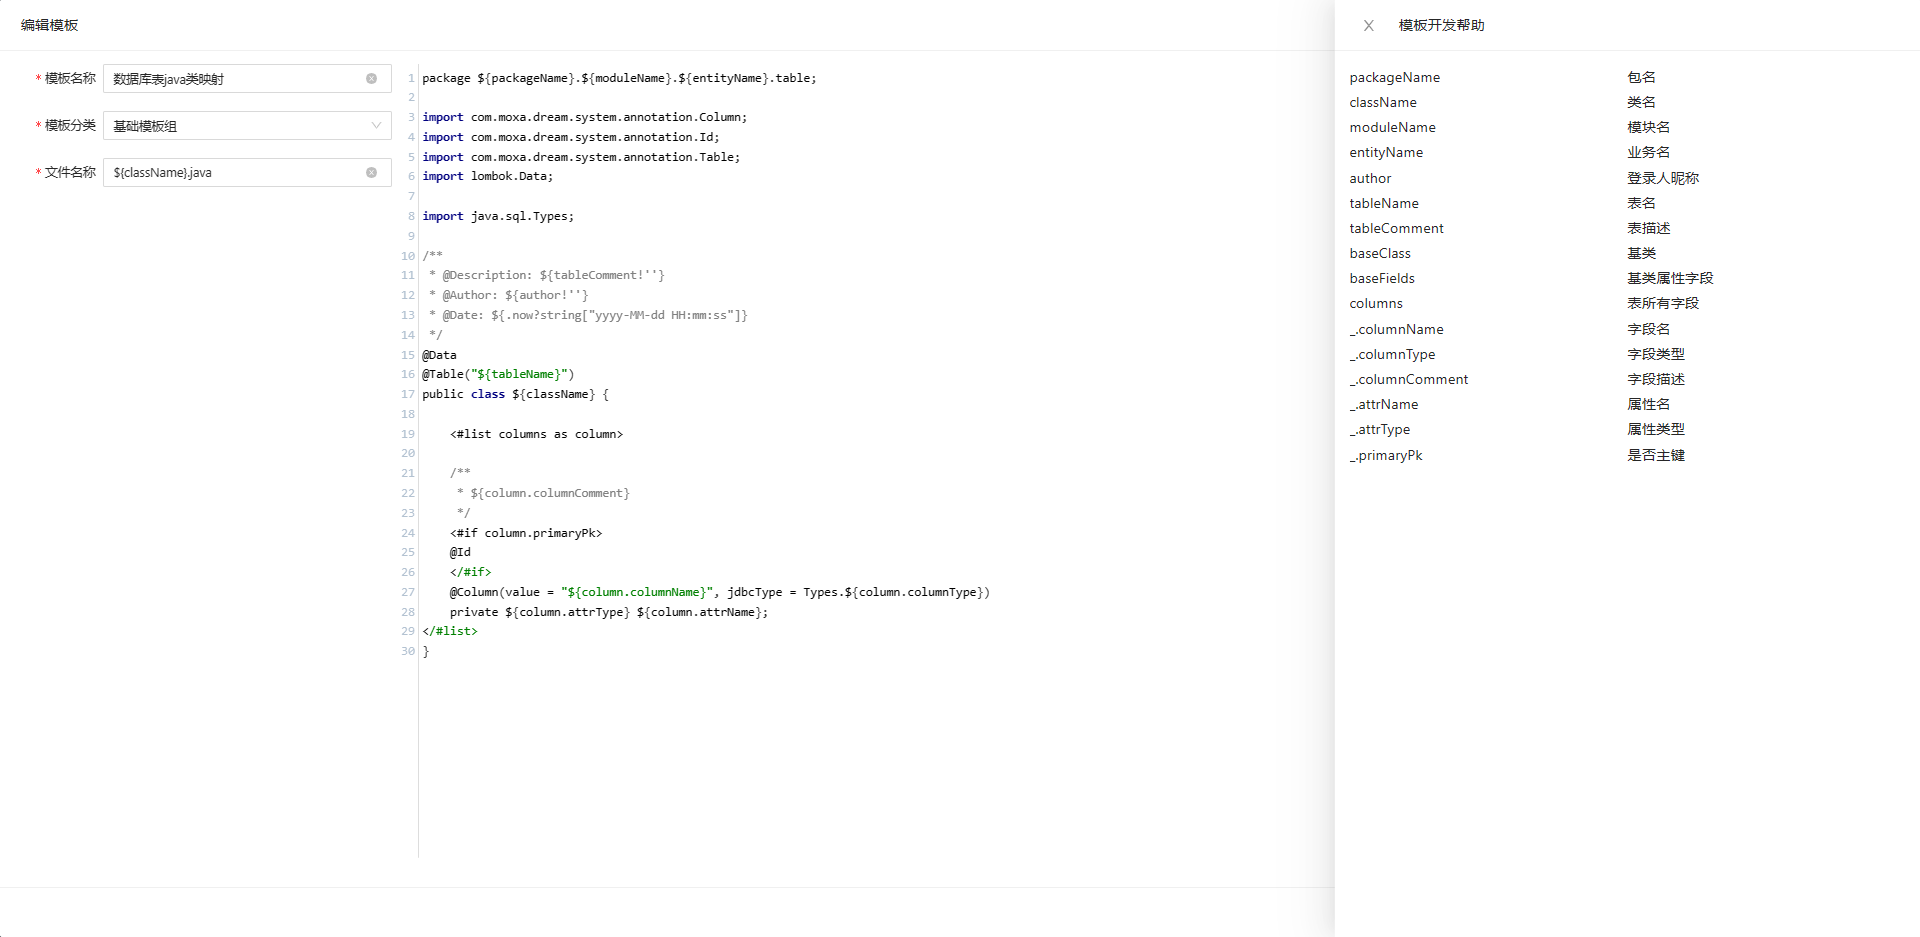 编辑模板
* 模板名称 数据库表java类映射
* 模板分类 基础模板组
* 文件名称 ${className}.java
1 package ${packageName}.${moduleName}.${entityName}.table;
2
3 import com.moxa.dream.system.annotation.Column;
4 import com.moxa.dream.system.annotation.Id;
5 import com.moxa.dream.system.annotation.Table;
6 import lombok.Data;
7
8 import java.sql.Types;
9
10 /**
11  * @Description: ${tableComment!''}
12  * @Author: ${author!''}
13  * @Date: ${.now?string["yyyy-MM-dd HH:mm:ss"]}
14  */
15 @Data
16 @Table("${tableName}")
17 public class ${className} {
18
19     <#list columns as column>
20
21     /**
22      * ${column.columnComment}
23      */
24     <#if column.primaryPk>
25     @Id
26     </#if>
27     @Column(value = "${column.columnName}", jdbcType = Types.${column.columnType})
28     private ${column.attrType} ${column.attrName};
29 </#list>
30 }
模板开发帮助
packageName 包名
className 类名
moduleName 模块名
entityName 业务名
author 登录人昵称
tableName 表名
tableComment 表描述
baseClass 基类
baseFields 基类属性字段
columns 表所有字段
_.columnName 字段名
_.columnType 字段类型
_.columnComment 字段描述
_.attrName 属性名
_.attrType 属性类型
_.primaryPk 是否主键